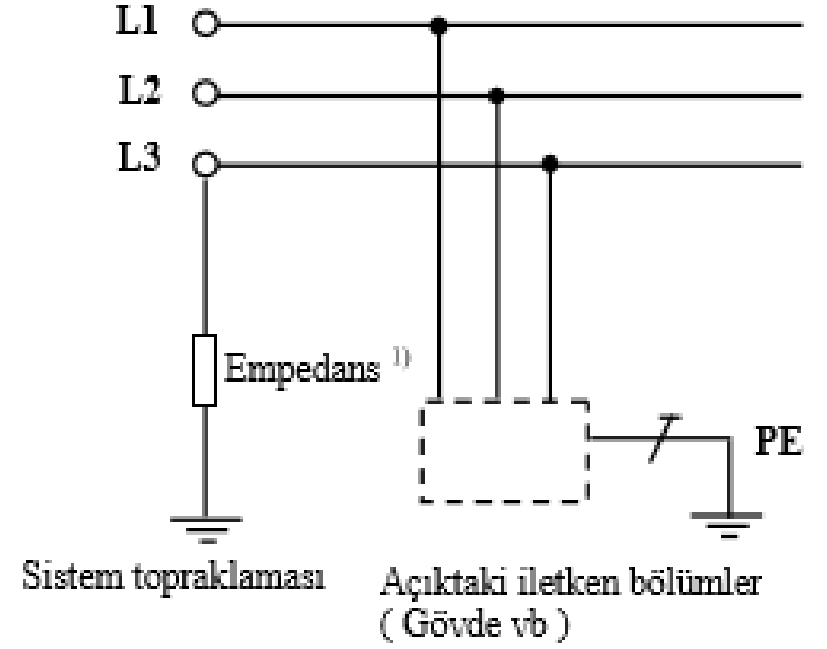 L1
L2
L3
Empedans 1)
PE
Sistem topraklaması
Açıktaki iletken bölümler
( Gövde vb )